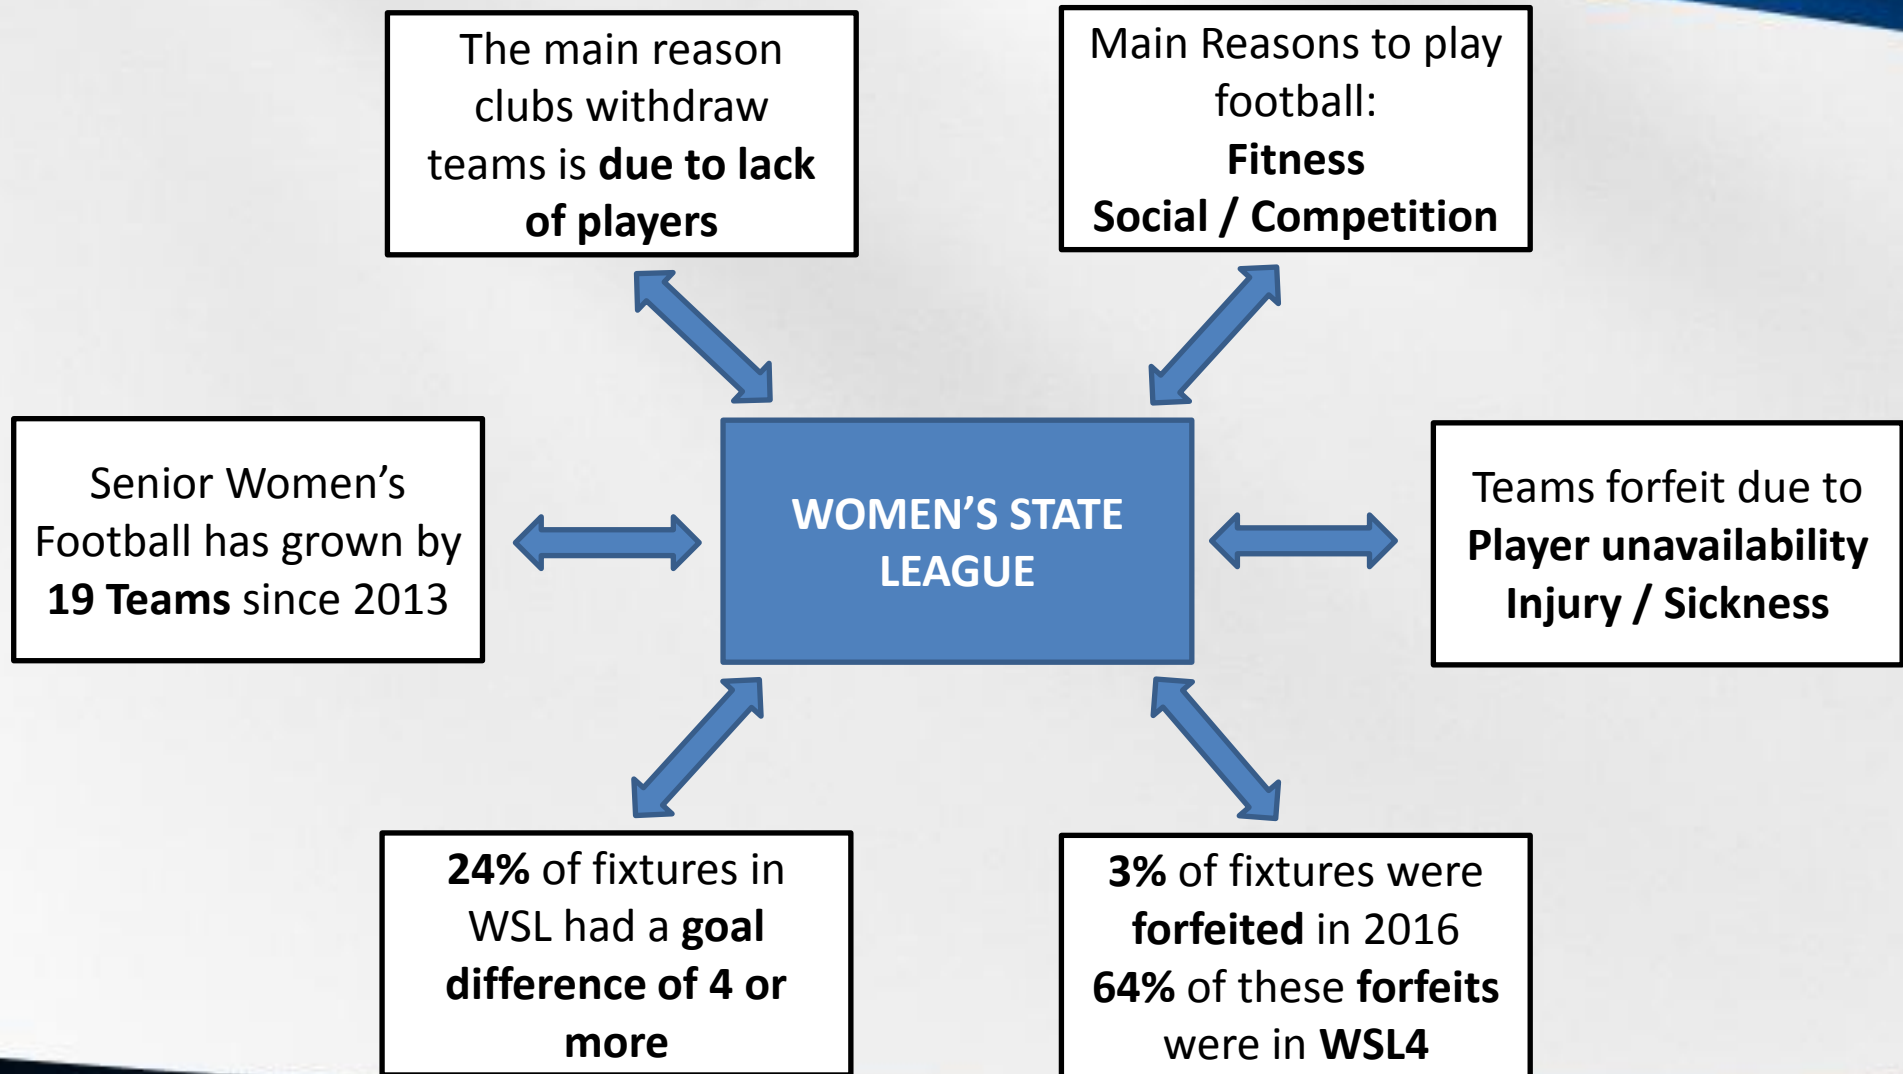 The main reason
clubs withdraw
teams is due to lack
of players
Main Reasons to play
football:
Fitness
Social / Competition
Senior Women’s
Football has grown by
19 Teams since 2013
WOMEN’S STATE
LEAGUE
Teams forfeit due to
Player unavailability
Injury / Sickness
24% of fixtures in
WSL had a goal
difference of 4 or
more
3% of fixtures were
forfeited in 2016
64% of these forfeits
were in WSL4